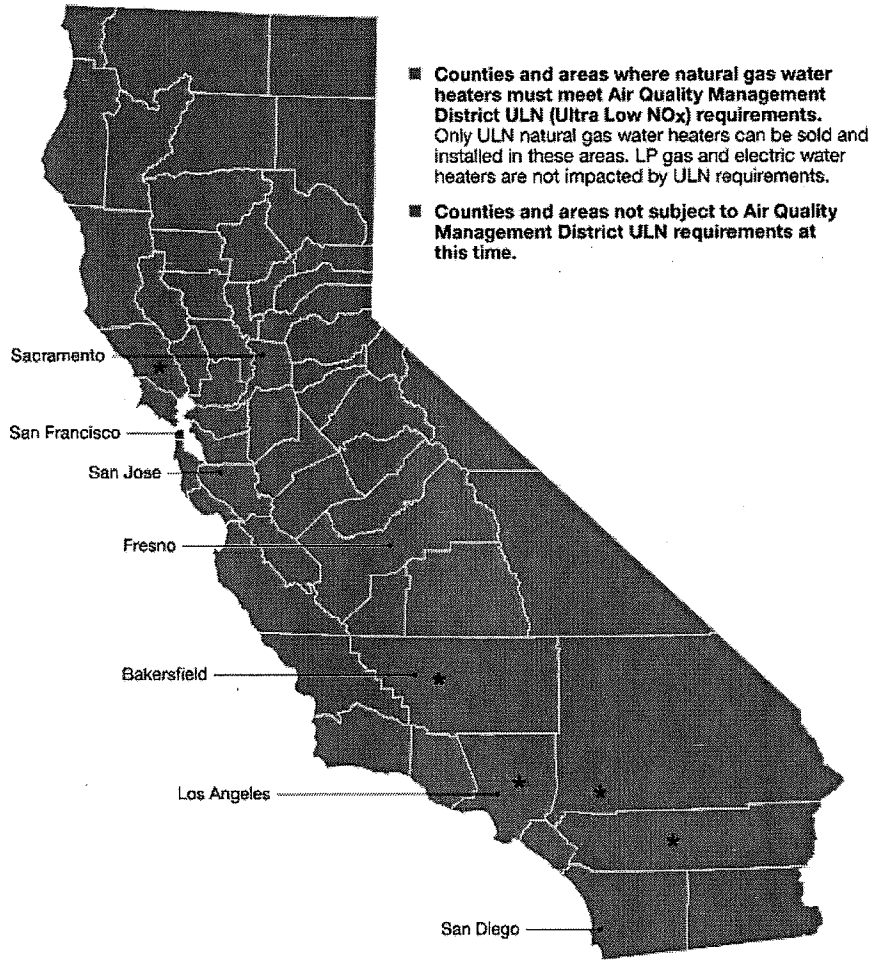 ■ Counties and areas where natural gas water
heaters must meet Air Quality Management
District ULN (Ultra Low NOx) requirements.
Only ULN natural gas water heaters can be sold and
installed in these areas. LP gas and electric water
heaters are not impacted by ULN requirements.
■ Counties and areas not subject to Air Quality
Management District ULN requirements at
this time.
Sacramento
San Francisco
San Jose
Fresno
Bakersfield
Los Angeles
San Diego